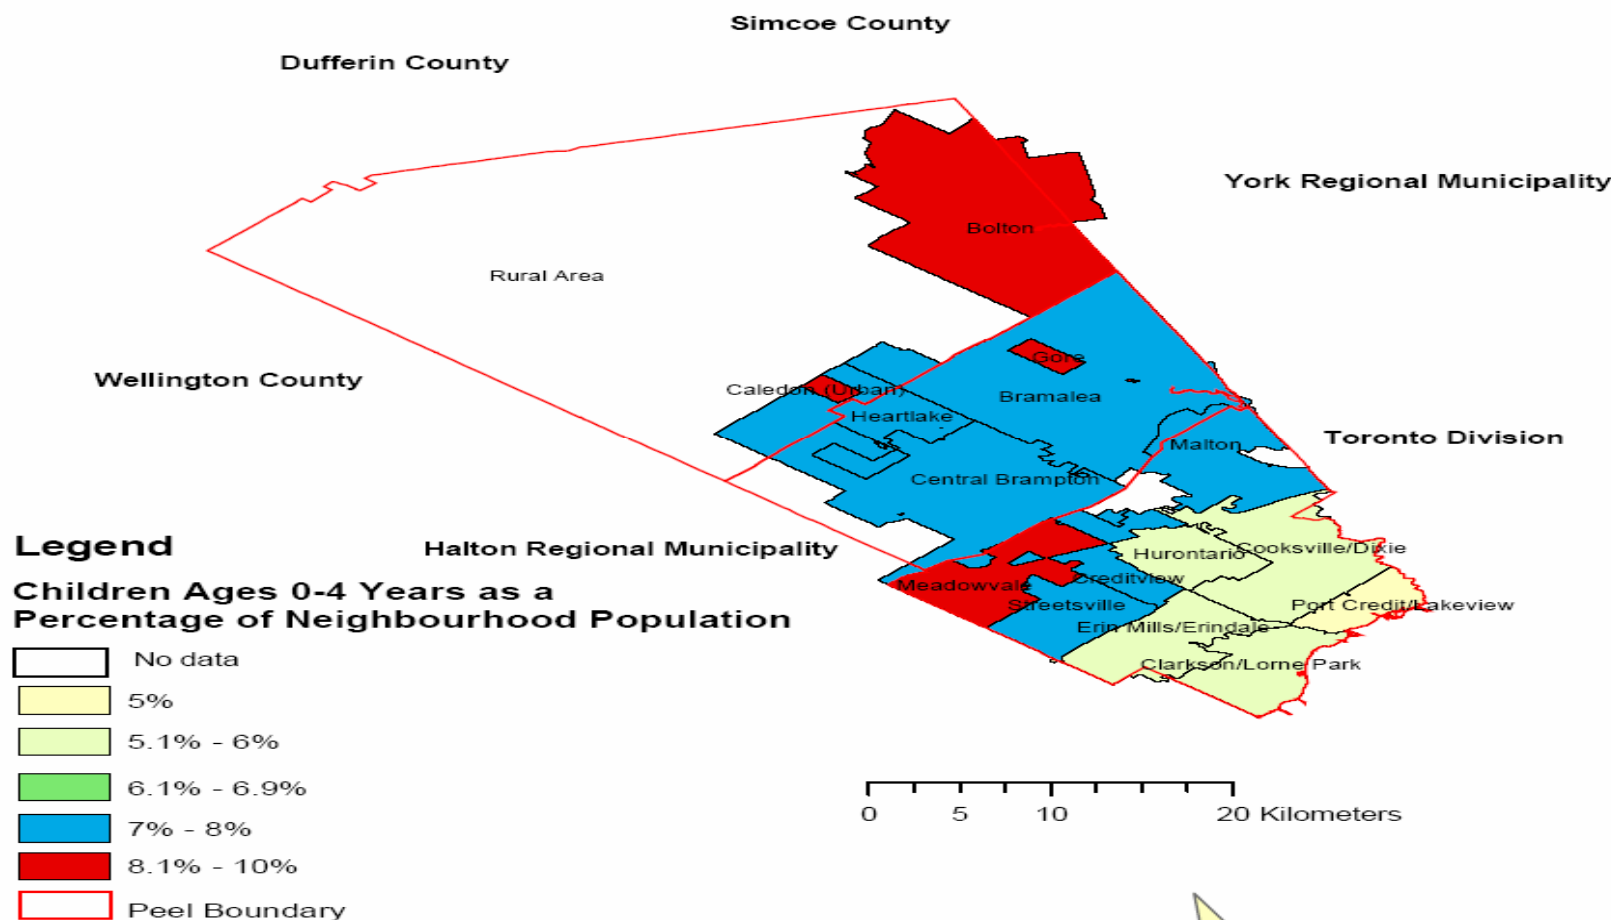 Simcoe County
Dufferin County
York Regional Municipality
Bolton
Rural Area
Gore
Wellington County
Caledon (Urban)
Bramalea
Heartlake
Malton
Toronto Division
Central Brampton
Legend
Halton Regional Municipality
Hurontario
Cooksville/Dixie
Meadowvale
Creditview
Children Ages 0-4 Years as a
Percentage of Neighbourhood Population
Streetsville
Port Credit/Lakeview
Erin Mills/Erindale
Clarkson/Lorne Park
No data
5%
5.1% - 6%
6.1% - 6.9%
7% - 8%
8.1% - 10%
Peel Boundary
0 5 10 20 Kilometers